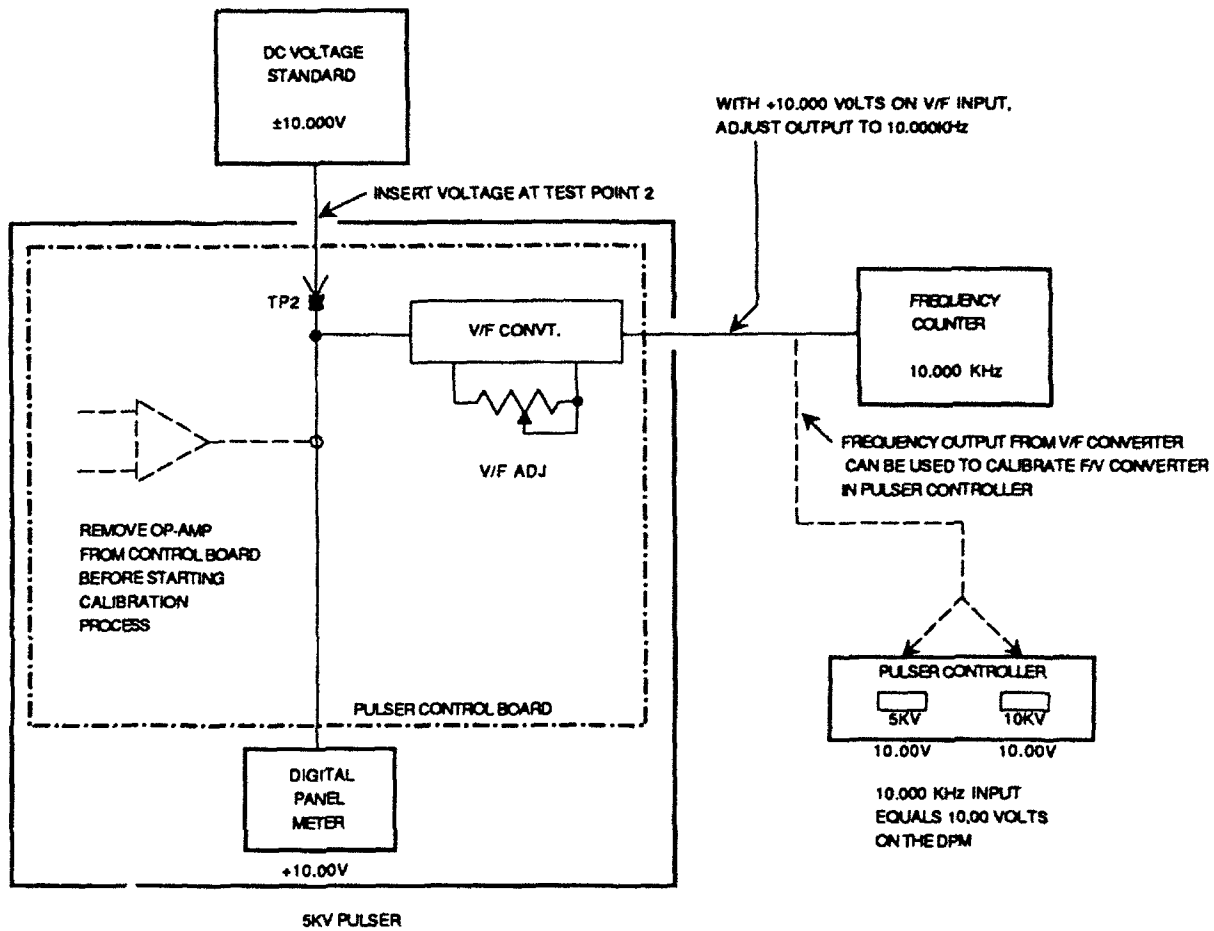 DC VOLTAGE
STANDARD
±10.000V
WITH +10.000 VOLTS ON V/F INPUT,
ADJUST OUTPUT TO 10.000KHz
INSERT VOLTAGE AT TEST POINT 2
TP2
V/F CONVT.
FREQUENCY
COUNTER
10.000 KHz
V/F ADJ
FREQUENCY OUTPUT FROM V/F CONVERTER
CAN BE USED TO CALIBRATE F/V CONVERTER
IN PULSER CONTROLLER
REMOVE OP-AMP
FROM CONTROL BOARD
BEFORE STARTING
CALIBRATION
PROCESS
PULSER CONTROL BOARD
PULSER CONTROLLER
5KV 10KV
10.00V 10.00V
DIGITAL
PANEL
METER
+10.00V
10.000 KHz INPUT
EQUALS 10.00 VOLTS
ON THE DPM
5KV PULSER